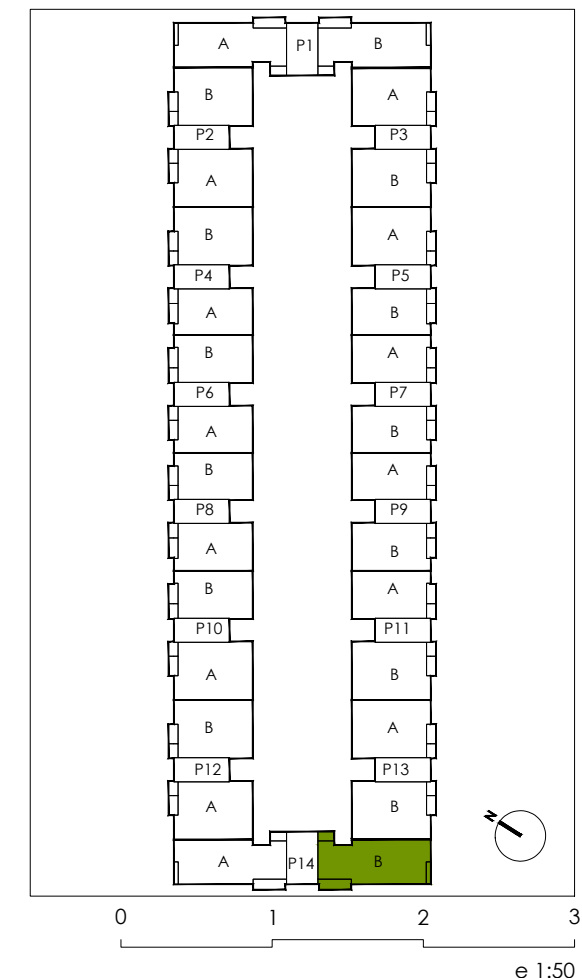 A P1 B
B A
P2 P3
A B
B A
P4 P5
A B
B A
P6 P7
A B
B A
P8 P9
A B
B A
P10 P11
A B
B A
P12 P13
A B
N
A P14 B
0 1 2 3
e 1:50